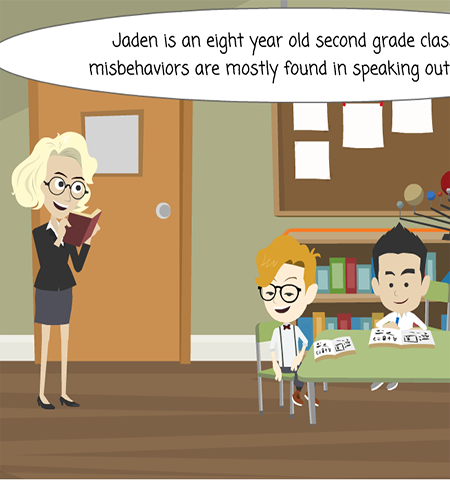 Jaden is an eight year old second grade clas
misbehaviors are mostly found in speaking out